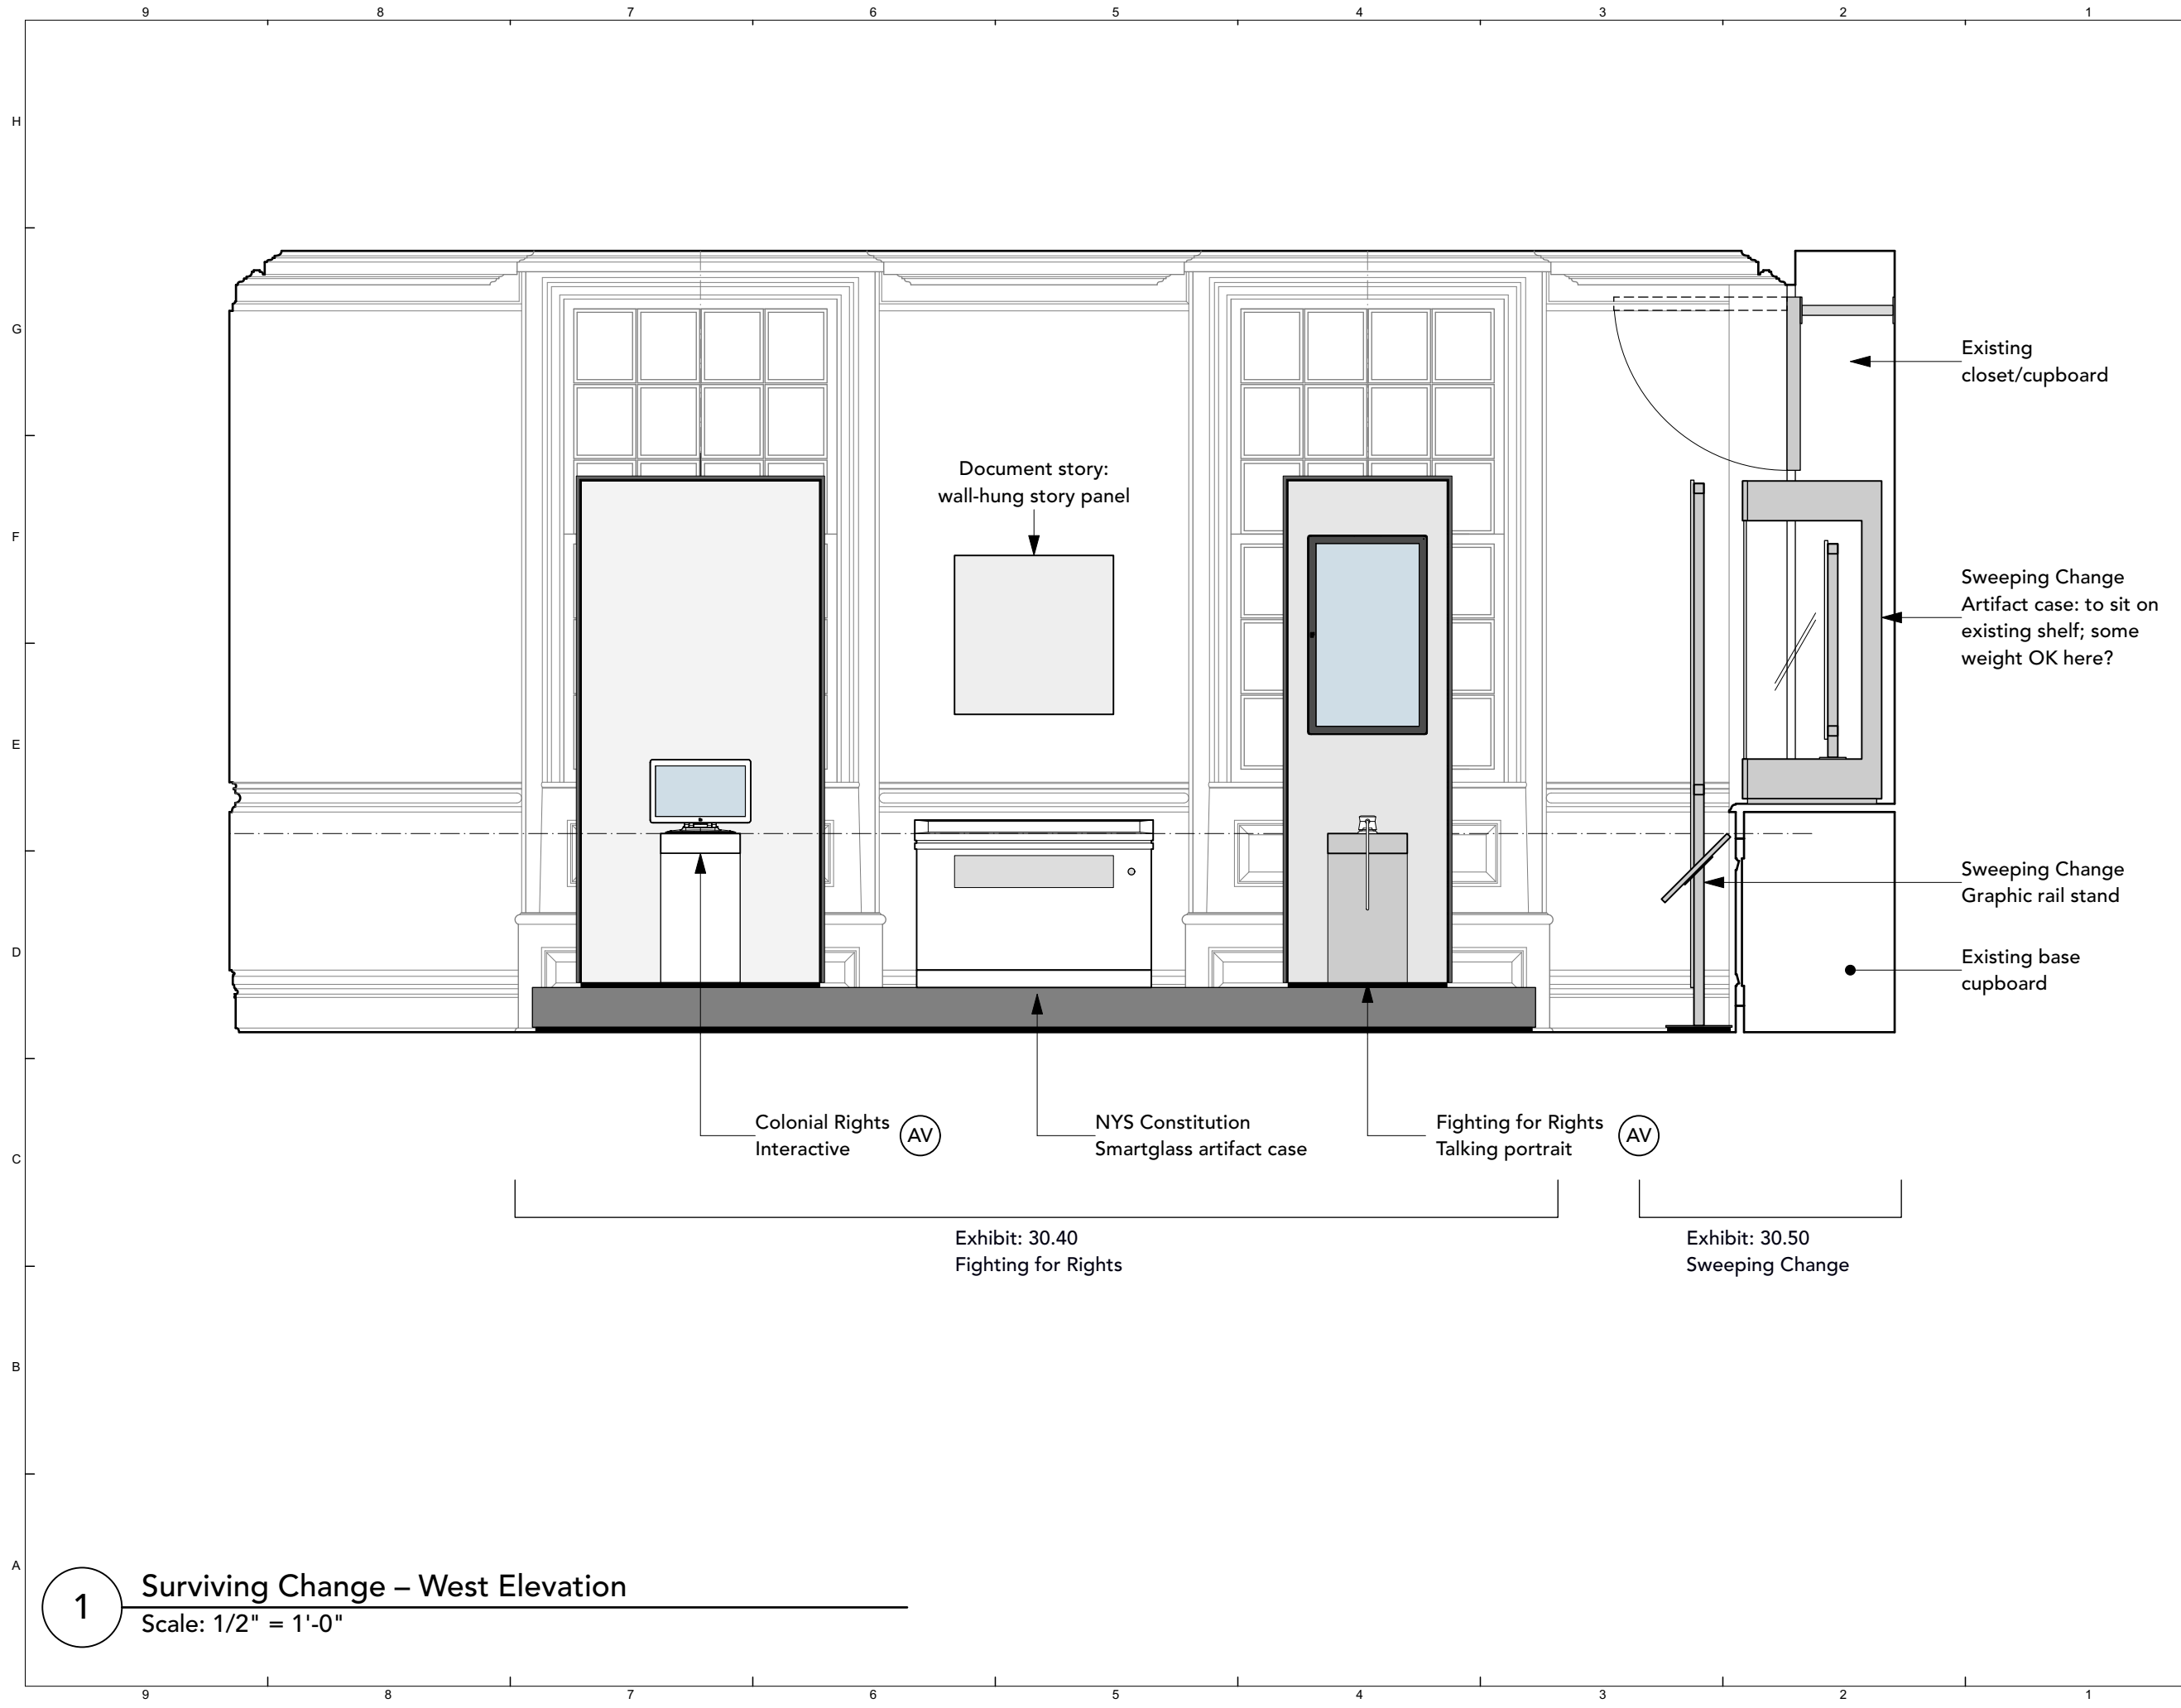 9 8 7 6 5 4 3 2 1
H
G
Existing
closet/cupboard
Document story:
wall-hung story panel
F
Sweeping Change
Artifact case: to sit on
existing shelf; some
weight OK here?
E
Sweeping Change
Graphic rail stand
D
Existing base
cupboard
Colonial Rights
Interactive
AV
NYS Constitution
Smartglass artifact case
Fighting for Rights
Talking portrait
AV
C
Exhibit: 30.40
Fighting for Rights
Exhibit: 30.50
Sweeping Change
B
A
1
Surviving Change – West Elevation
Scale: 1/2" = 1'-0"
9 8 7 6 5 4 3 2 1